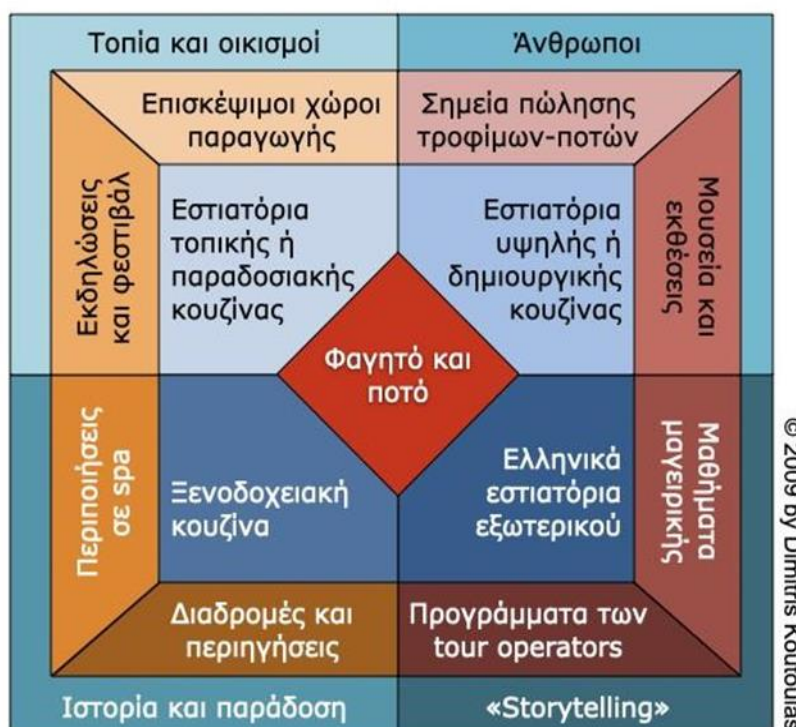 Τοπία και οικισμοί
Άνθρωποι
Επισκέψιμοι χώροι
παραγωγής
Σημεία πώλησης
τροφίμων-ποτών
Εκδηλώσεις
και φεστιβάλ
Εστιατόρια
τοπικής ή
παραδοσιακής
κουζίνας
Εστιατόρια
υψηλής ή
δημιουργικής
κουζίνας
Μουσεία και
εκθέσεις
Φαγητό και
ποτό
Περιποιήσεις
σε spa
Ξενοδοχειακή
κουζίνα
Ελληνικά
εστιατόρια
εξωτερικού
Μαθήματα
μαγειρικής
Διαδρομές και
περιηγήσεις
Προγράμματα των
tour operators
Ιστορία και παράδοση
«Storytelling»
© 2009 by Dimitris Koutoulas